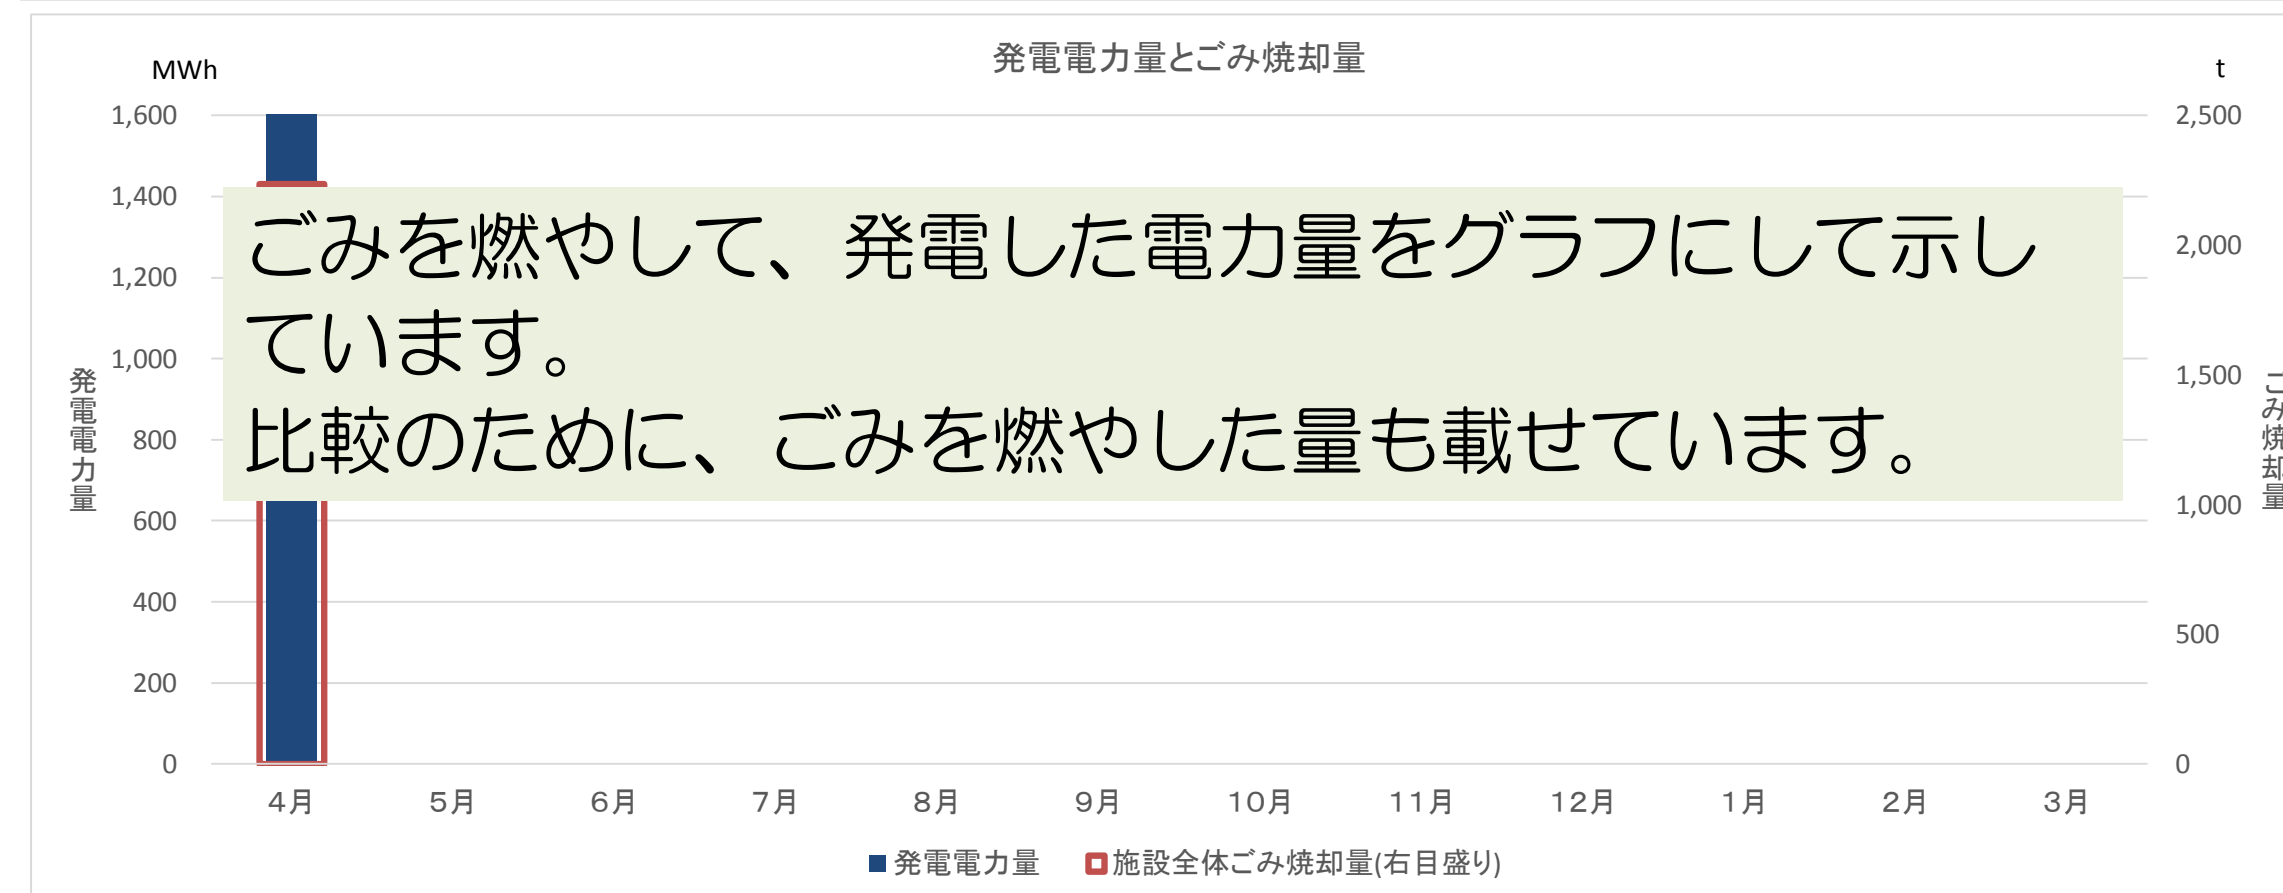 発電電力量とごみ焼却量
MWh
t
1,600
1,400
1,200
1,000
800
600
400
200
0
発電電力量
ごみを燃やして、発電した電力量をグラフにして示し
ています。
比較のために、ごみを燃やした量も載せています。
2,500
2,000
1,500
1,000
500
0
ごみ焼却量
4月 5月 6月 7月 8月 9月 10月 11月 12月 1月 2月 3月
発電電力量 施設全体ごみ焼却量(右目盛り)